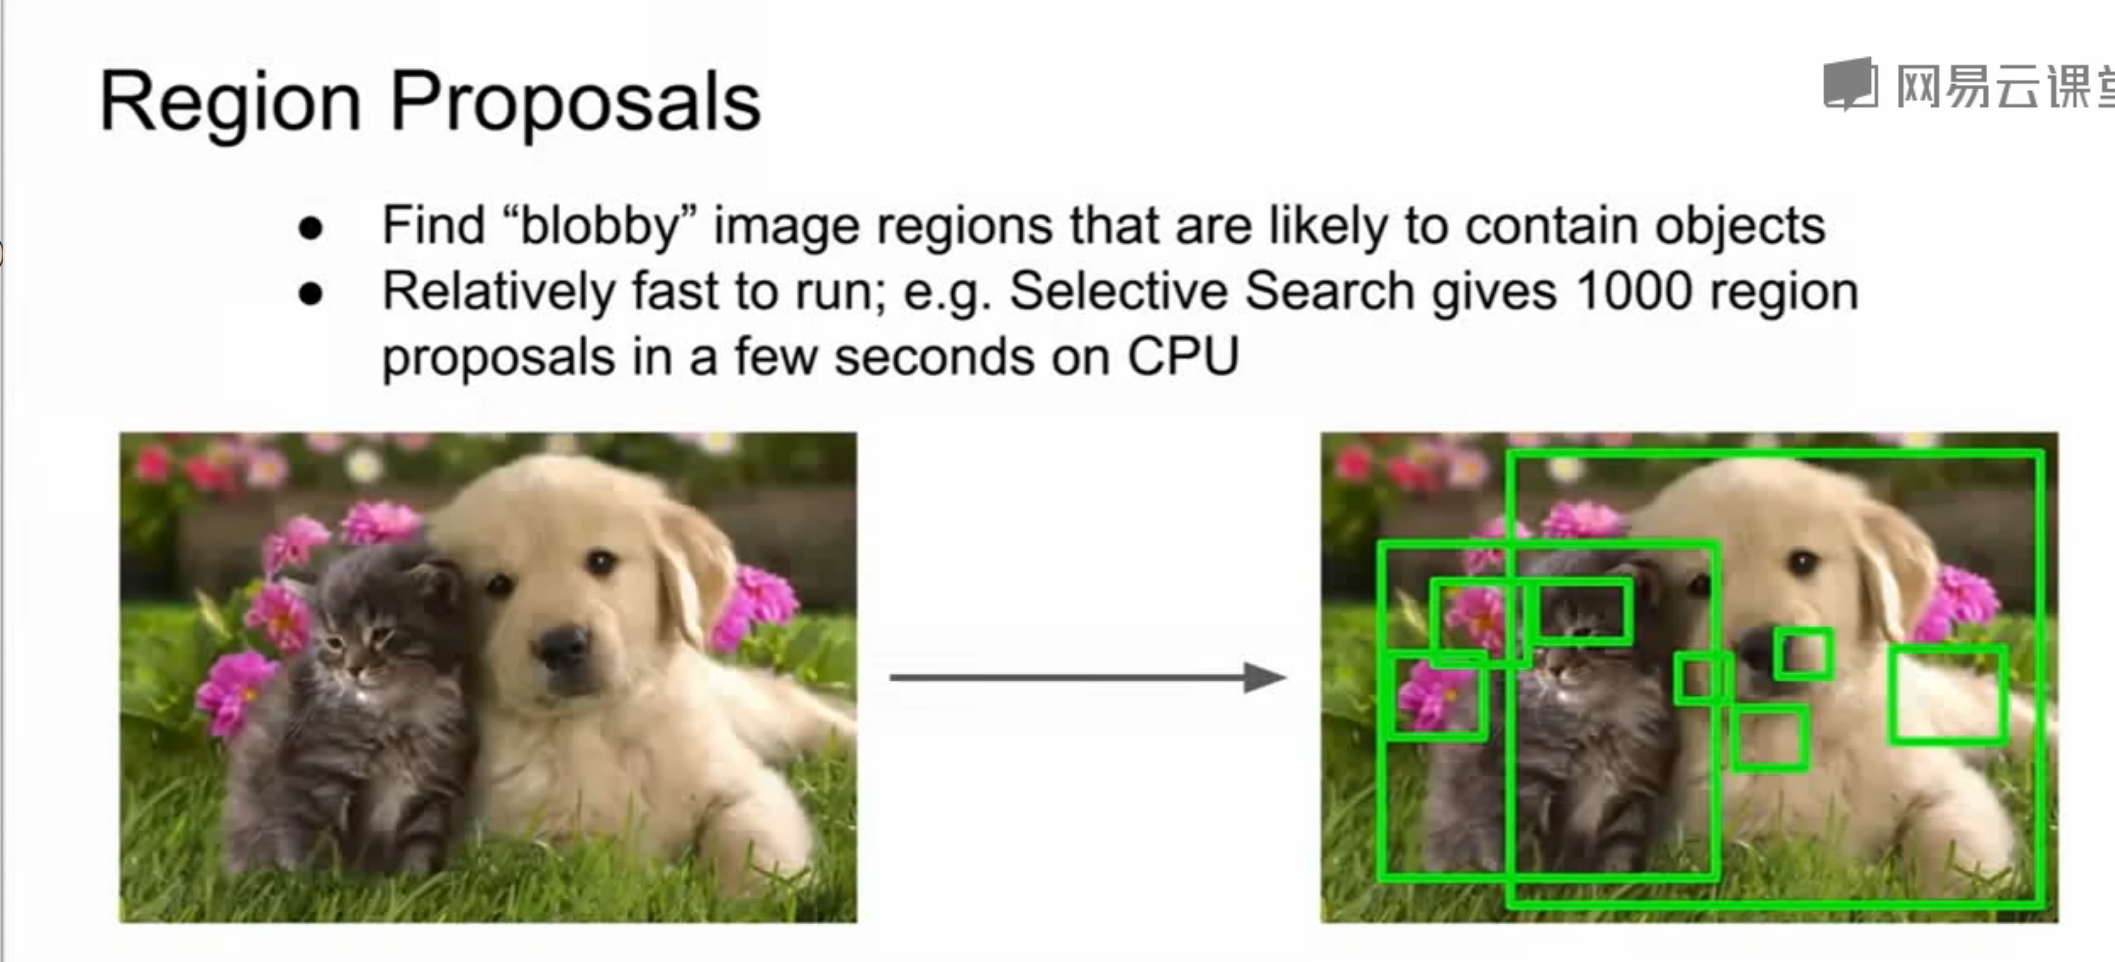 Region Proposals
网易云课堂
● Find “blobby” image regions that are likely to contain objects
● Relatively fast to run; e.g. Selective Search gives 1000 region
proposals in a few seconds on CPU